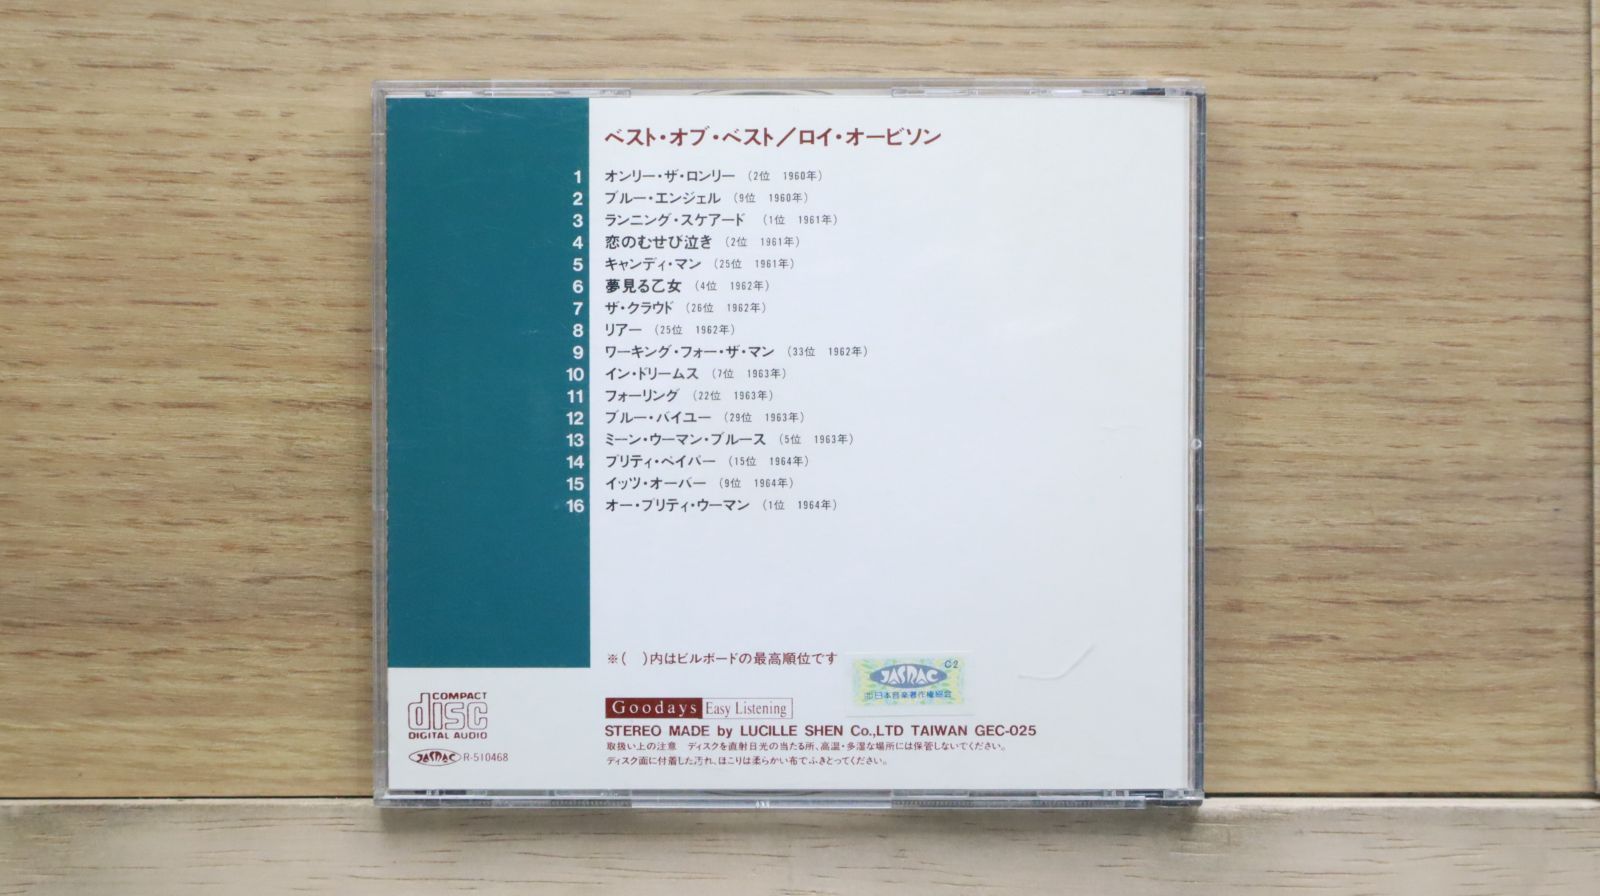 ベスト・オブ・ベスト／ロイ・オービソン
1 オンリー・ザ・ロンリー （2位 1960年）
2 ブルー・エンジェル （9位 1960年）
3 ランニング・スケアード （1位 1961年）
4 恋のむせび泣き （2位 1961年）
5 キャンディ・マン （25位 1961年）
6 夢見る乙女 （4位 1962年）
7 ザ・クラウド （26位 1962年）
8 リアー （25位 1962年）
9 ワーキング・フォー・ザ・マン （33位 1962年）
10 イン・ドリームス （7位 1963年）
11 フォーリング （22位 1963年）
12 ブルー・バイユー （29位 1963年）
13 ミーン・ウーマン・ブルース （5位 1963年）
14 プリティ・ペイパー （15位 1964年）
15 イッツ・オーバー （9位 1964年）
16 オー・プリティ・ウーマン （1位 1964年）
※（ ）内はビルボードの最高順位です
C2
JASRAC
日本音楽著作権協会
COMPACT
disc
DIGITAL AUDIO
JASRAC R-510468
Goodays Easy Listening
STEREO MADE by LUCILLE SHEN Co.,LTD TAIWAN GEC-025
取扱い上の注意 ディスクを直射日光の当たる所、高温・多湿な場所には保管しないでください。
ディスク面に付着した汚れ、ほこりは柔らかい布でふきとってください。